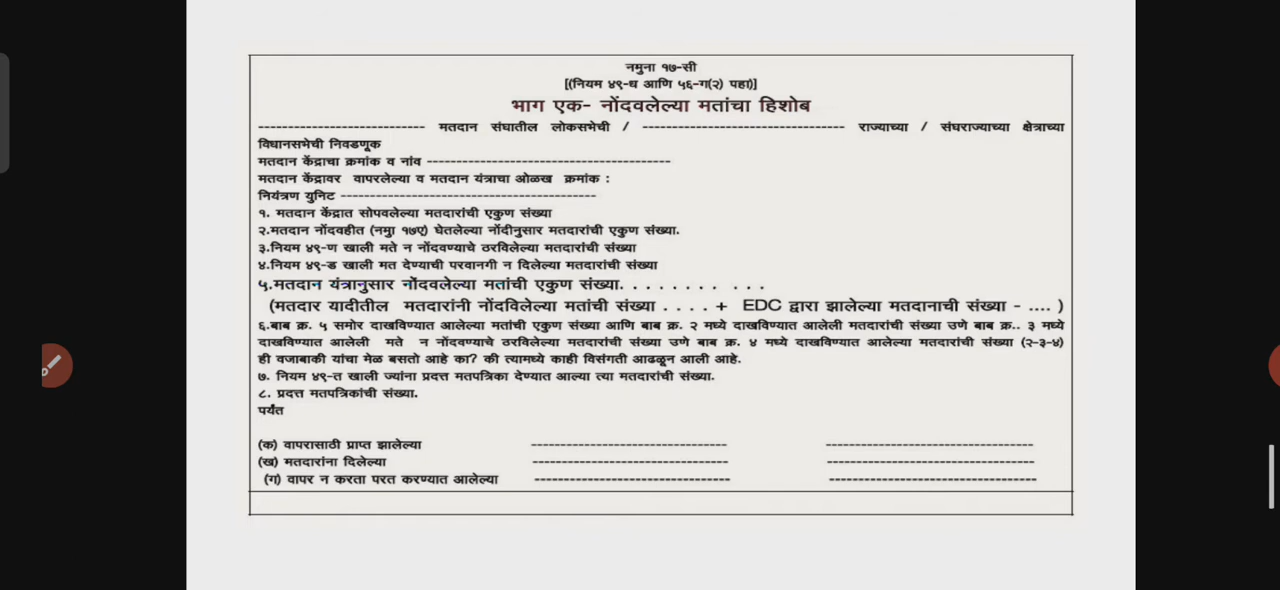 नमुना १७-सी
[(नियम ४९-ध आणि ५६-ग(२) पहा)]
भाग एक- नोंदवलेल्या मतांचा हिशोब
---------------------------- मतदान संघातील लोकसभेची / ---------------------------------- राज्याच्या / संघराज्याच्या क्षेत्राच्या
विधानसभेची निवडणूक
मतदान केंद्राचा क्रमांक व नांव -----------------------------------------
मतदान केंद्रावर वापरलेल्या व मतदान यंत्राचा ओळख क्रमांक :
नियंत्रण युनिट -------------------------------------------
१. मतदान केंद्रात सोपवलेल्या मतदारांची एकुण संख्या
२.मतदान नोंदवहीत (नमुा १७ए) घेतलेल्या नोंदीनुसार मतदारांची एकुण संख्या.
३.नियम ४९-ण खाली मते न नोंदवण्याचे ठरविलेल्या मतदारांची संख्या
४.नियम ४९-ड खाली मत देण्याची परवानगी न दिलेल्या मतदारांची संख्या
५.मतदान यंत्रानुसार नोंदवलेल्या मतांची एकुण संख्या. . . . . . . . . . . .
(मतदार यादीतील मतदारांनी नोंदविलेल्या मतांची संख्या . . . . + EDC द्वारा झालेल्या मतदानाची संख्या - .... )
६.बाब क्र. ५ समोर दाखविण्यात आलेल्या मतांची एकुण संख्या आणि बाब क्र. २ मध्ये दाखविण्यात आलेली मतदारांची संख्या उणे बाब क्र.. ३ मध्ये
दाखविण्यात आलेली मते न नोंदवण्याचे ठरविलेल्या मतदारांची संख्या उणे बाब क्र. ४ मध्ये दाखविण्यात आलेल्या मतदारांची संख्या (२-३-४)
ही वजाबाकी यांचा मेळ बसतो आहे का? की त्यामध्ये काही विसंगती आढळून आली आहे.
७. नियम ४९-त खाली ज्यांना प्रदत्त मतपत्रिका देण्यात आल्या त्या मतदारांची संख्या.
८. प्रदत्त मतपत्रिकांची संख्या.
पर्यंत
(क) वापरासाठी प्राप्त झालेल्या --------------------------------- -----------------------------------
(ख) मतदारांना दिलेल्या --------------------------------- -----------------------------------
(ग) वापर न करता परत करण्यात आलेल्या --------------------------------- -----------------------------------